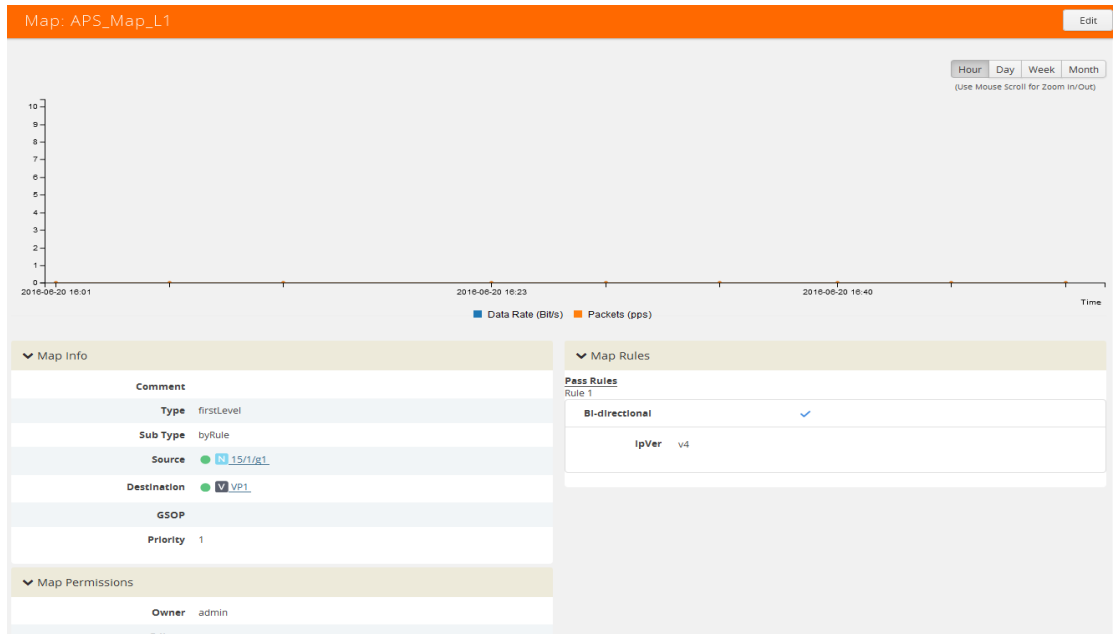 Map: APS_Map_L1
Edit
Hour Day Week Month
(Use Mouse Scroll for Zoom In/Out)
10
9
8
7
6
5
4
3
2
1
0
2016-06-20 16:01 2016-06-20 16:23 2016-06-20 16:40
Time
Data Rate (Bit/s) Packets (pps)
Map Info
Comment
Type firstLevel
Sub Type byRule
Source N 15/1/g1
Destination V VP1
GSOP
Priority 1
Map Permissions
Owner admin
Map Rules
Pass Rules
Rule 1
Bi-directional
IpVer v4